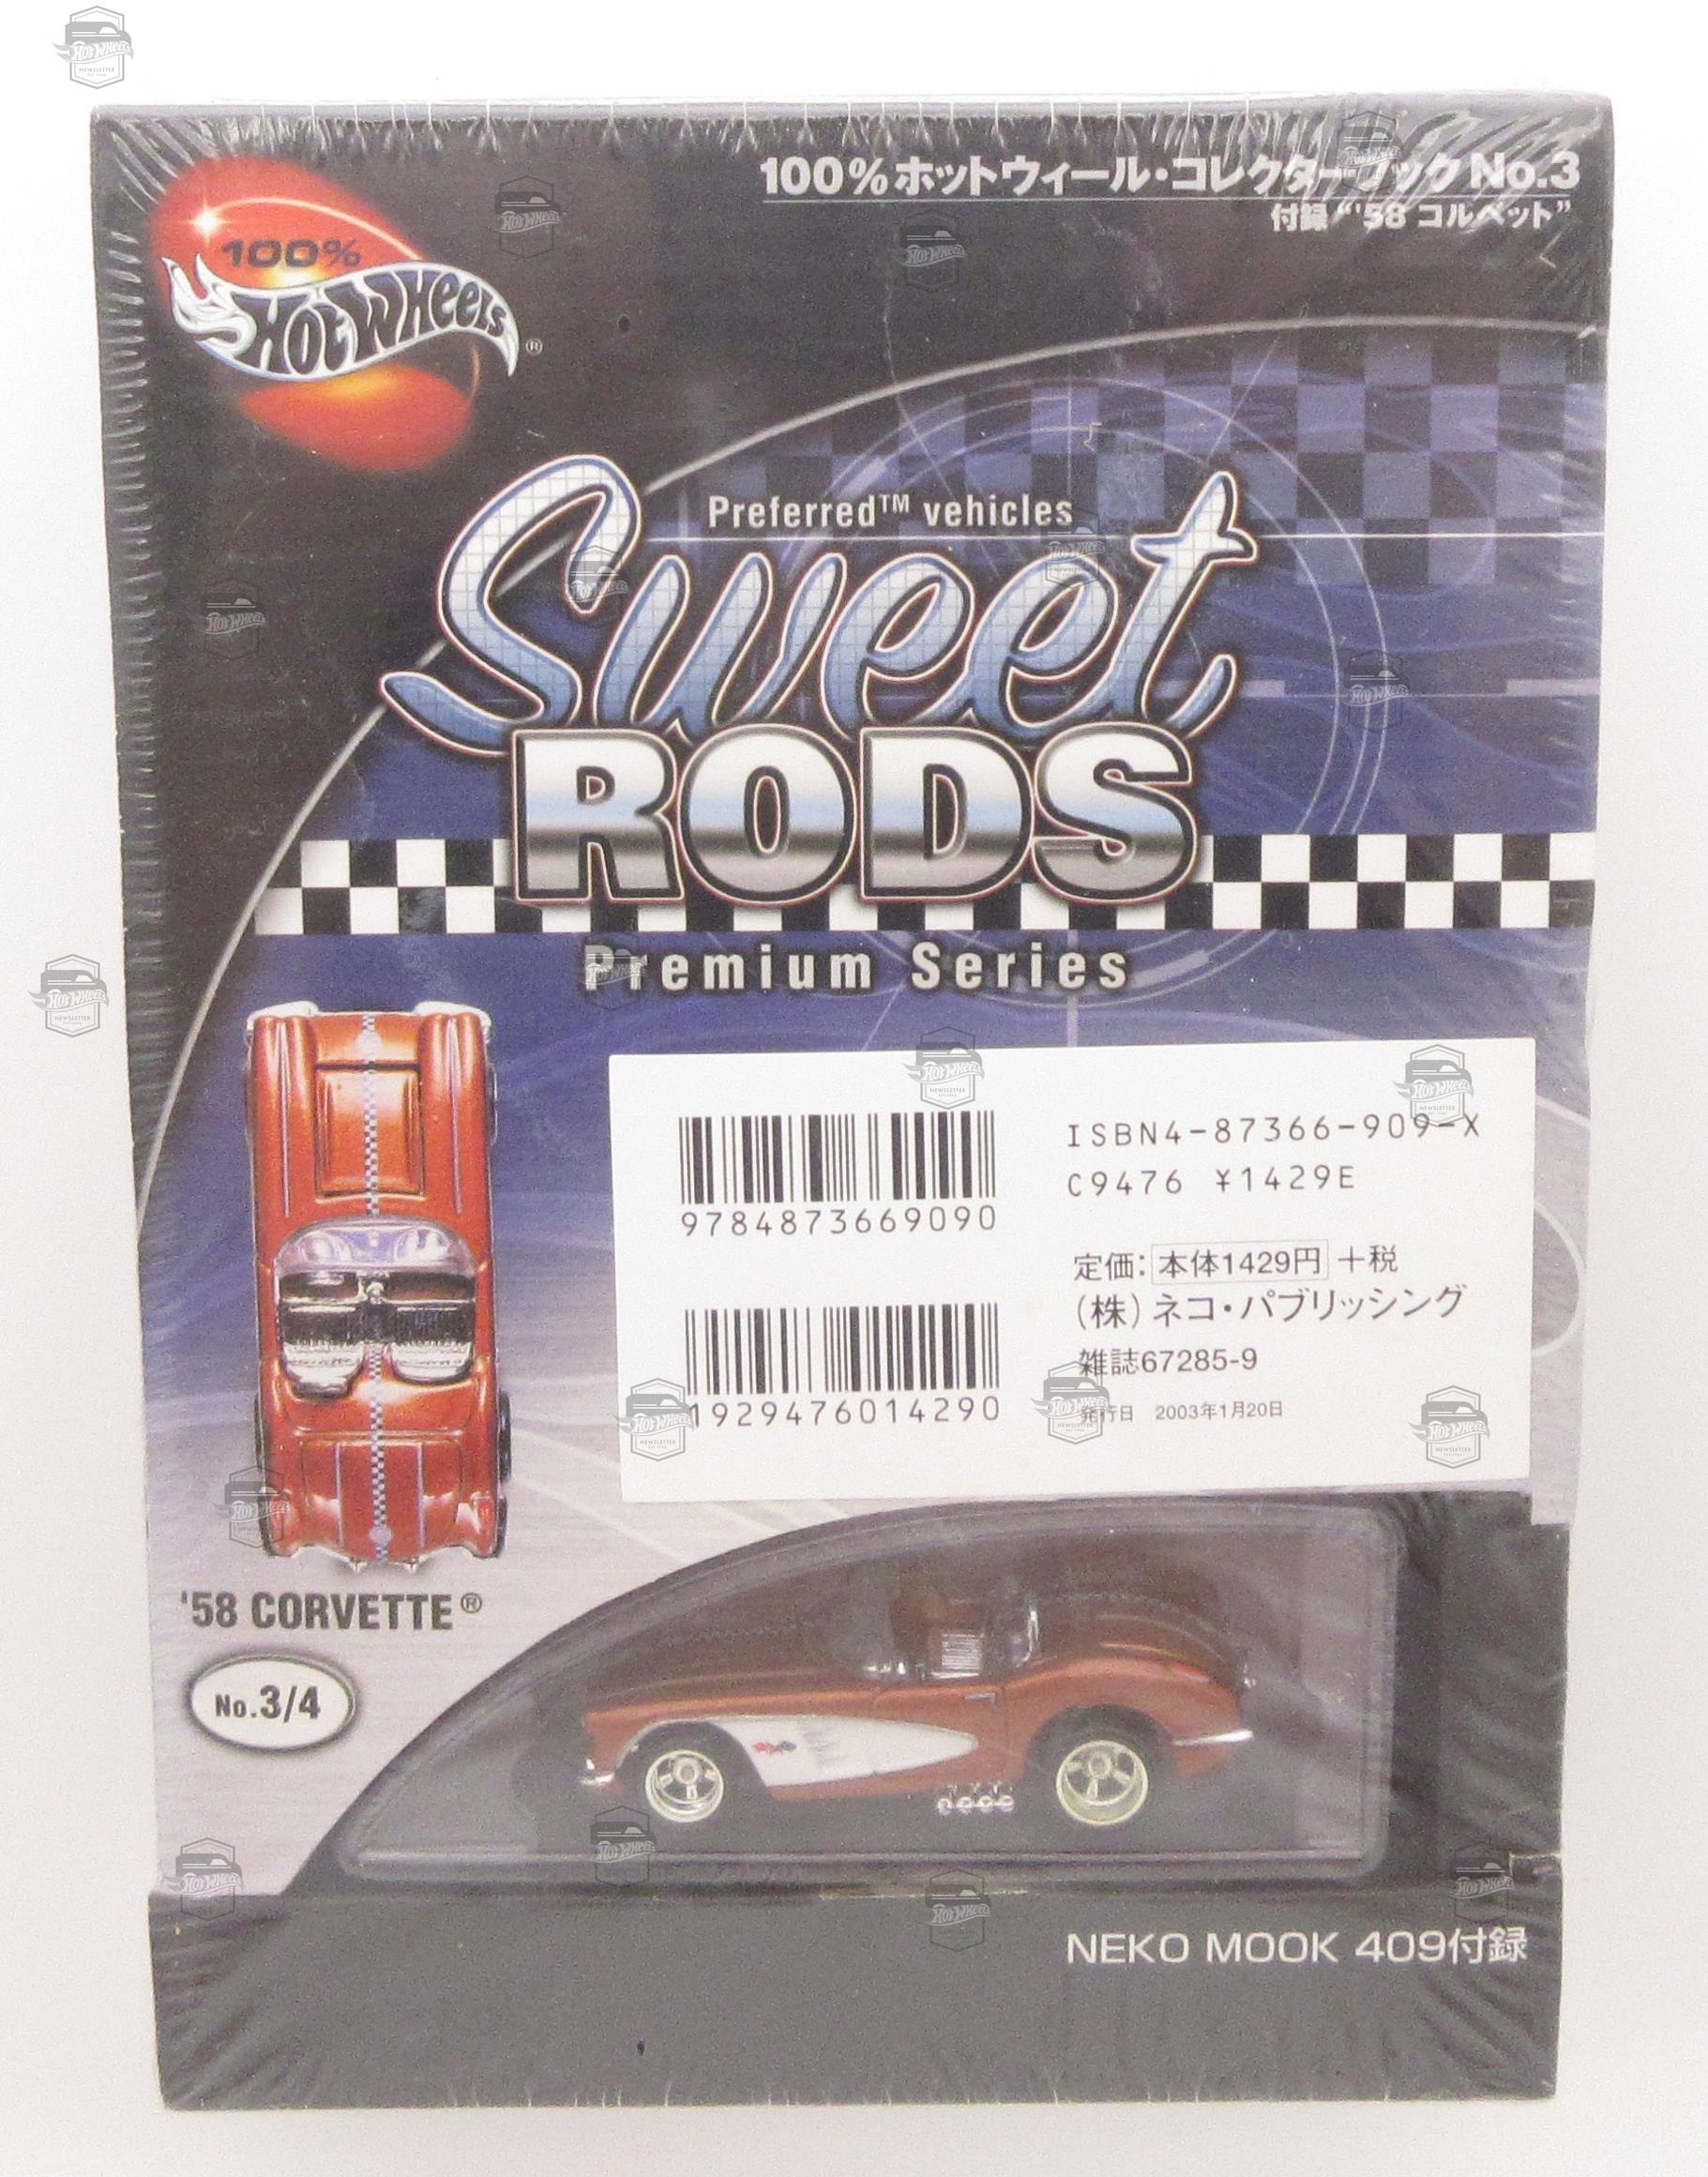 100%ホットウィール・コレクターブック No.3
付録 “'58 コルベット”
100%
Hot Wheels®
Preferred™ vehicles
Sweet
RODS
Premium Series
ISBN4-87366-909-X
C9476 ¥1429E
9784873669090
定価: 本体1429円 +税
(株) ネコ・パブリッシング
雑誌67285-9
1929476014290
発行日 2003年1月20日
'58 CORVETTE®
No.3/4
NEKO MOOK 409付録
Hot Wheels
NEWSLETTER